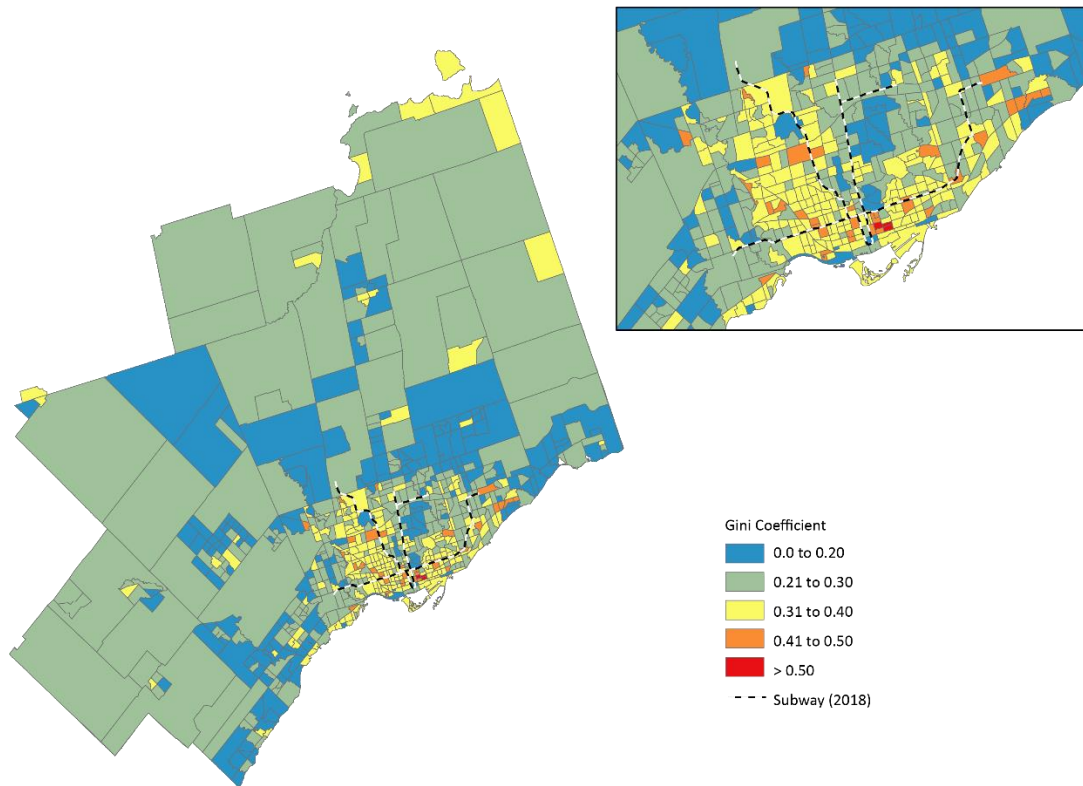 Gini Coefficient
0.0 to 0.20
0.21 to 0.30
0.31 to 0.40
0.41 to 0.50
> 0.50
Subway (2018)